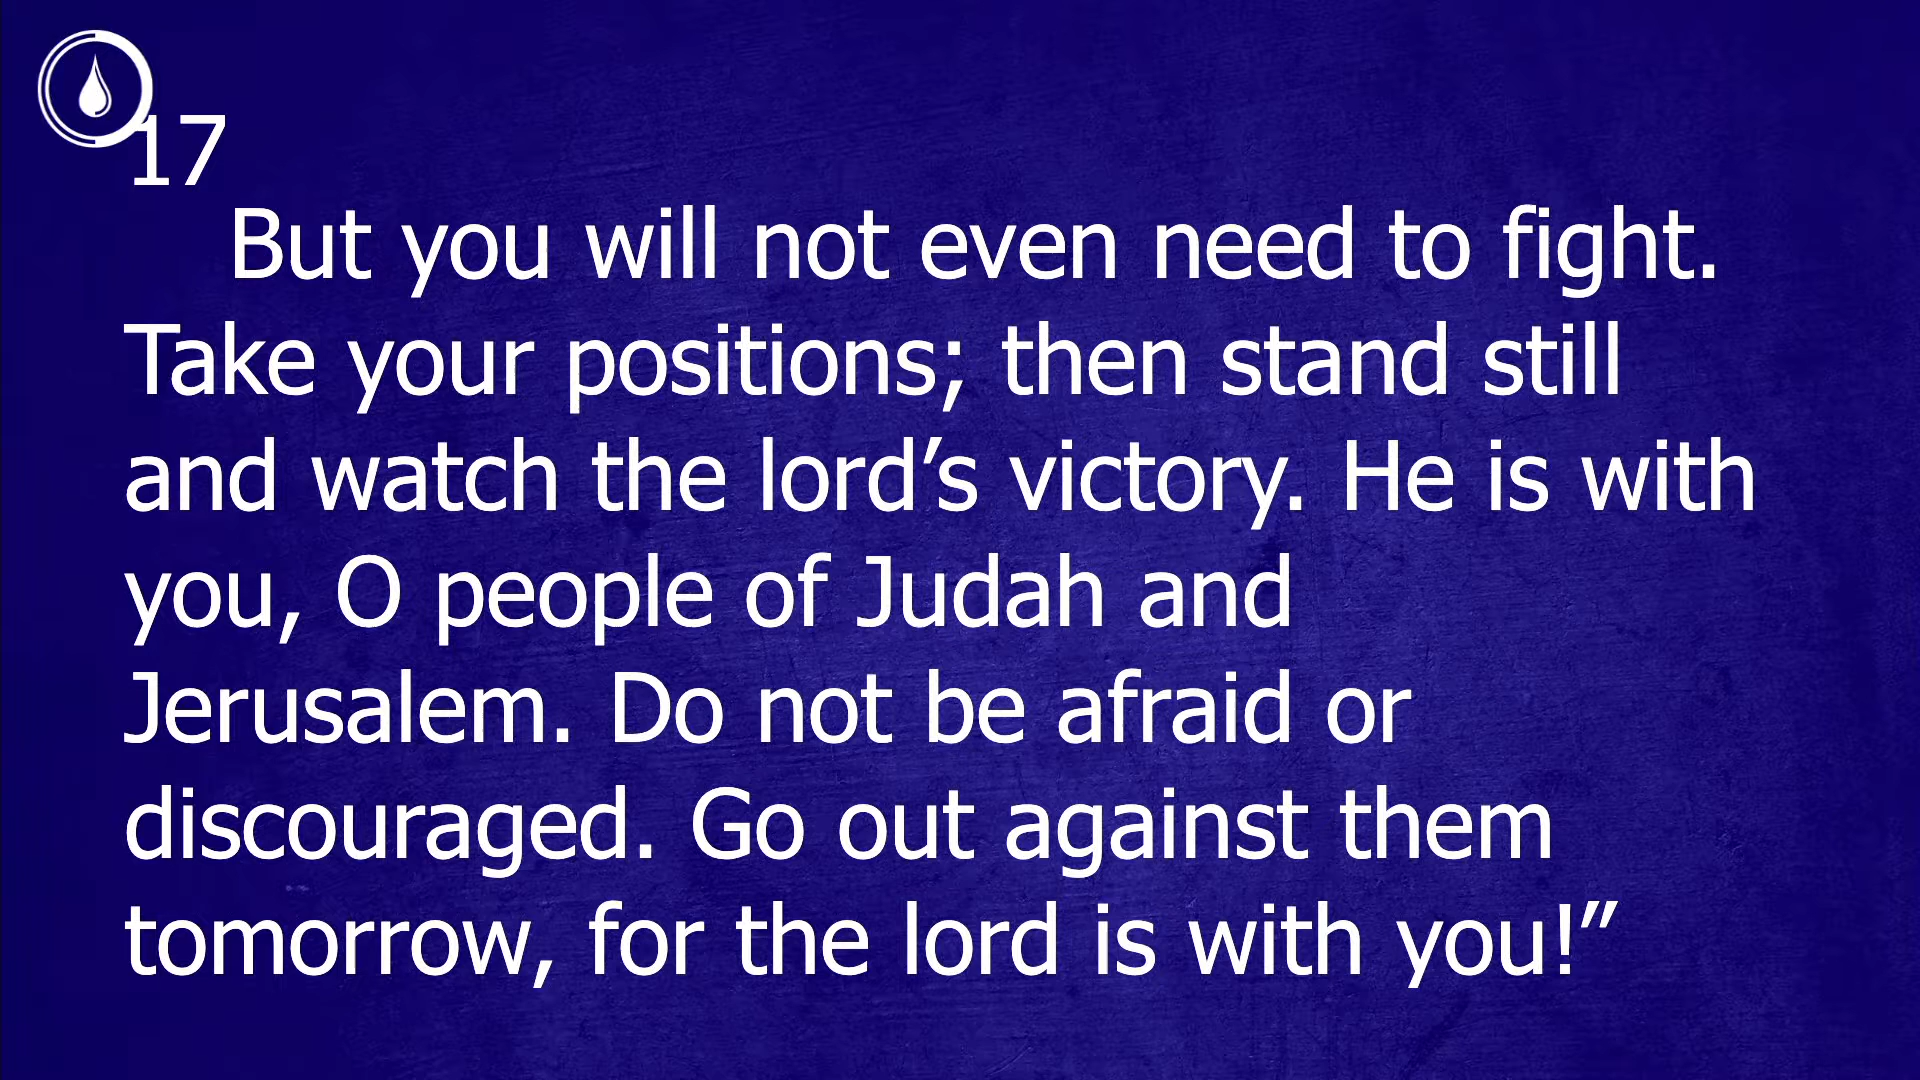 17
But you will not even need to fight.
Take your positions; then stand still
and watch the lord’s victory. He is with
you, O people of Judah and
Jerusalem. Do not be afraid or
discouraged. Go out against them
tomorrow, for the lord is with you!”